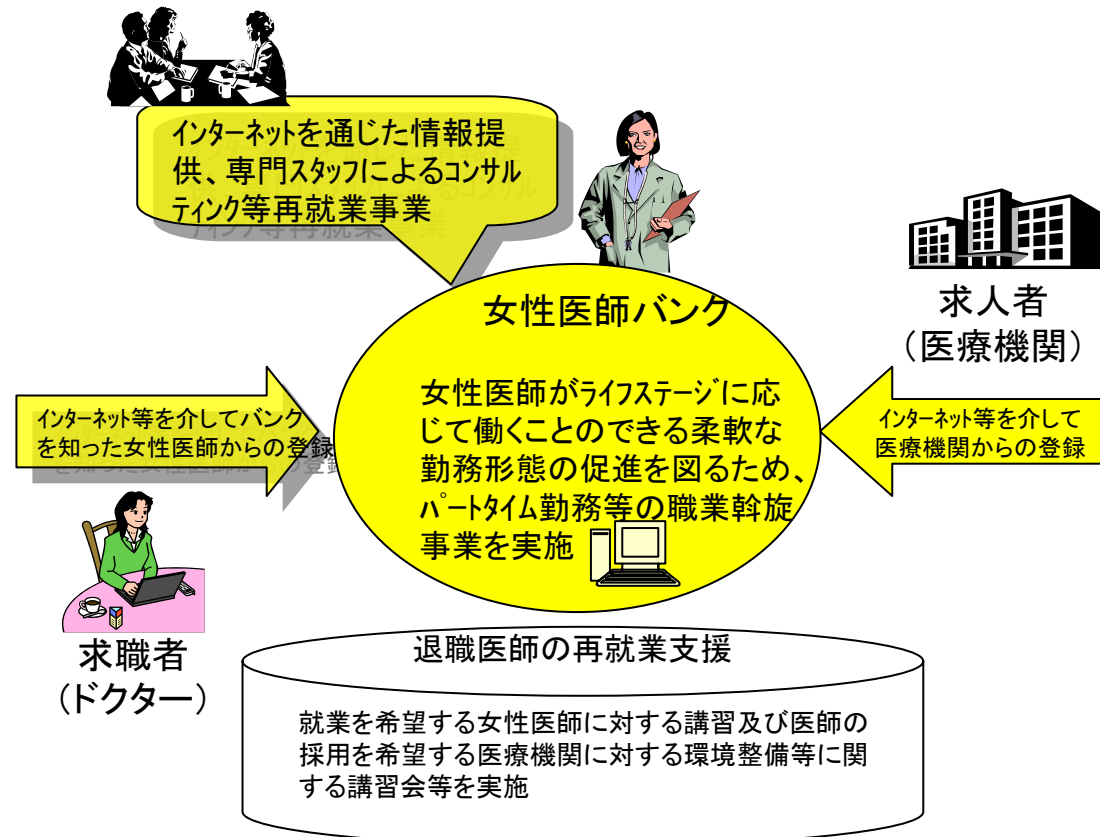 インターネットを通じた情報提
供、専門スタッフによるコンサル
ティング等再就業事業
女性医師バンク
女性医師がライフステージに応
じて働くことのできる柔軟な
勤務形態の促進を図るため、
パートタイム勤務等の職業斡旋
事業を実施
求人者
（医療機関）
インターネット等を介してバンク
を知った女性医師からの登録
インターネット等を介して
医療機関からの登録
求職者
（ドクター）
退職医師の再就業支援
就業を希望する女性医師に対する講習及び医師の
採用を希望する医療機関に対する環境整備等に関
する講習会等を実施